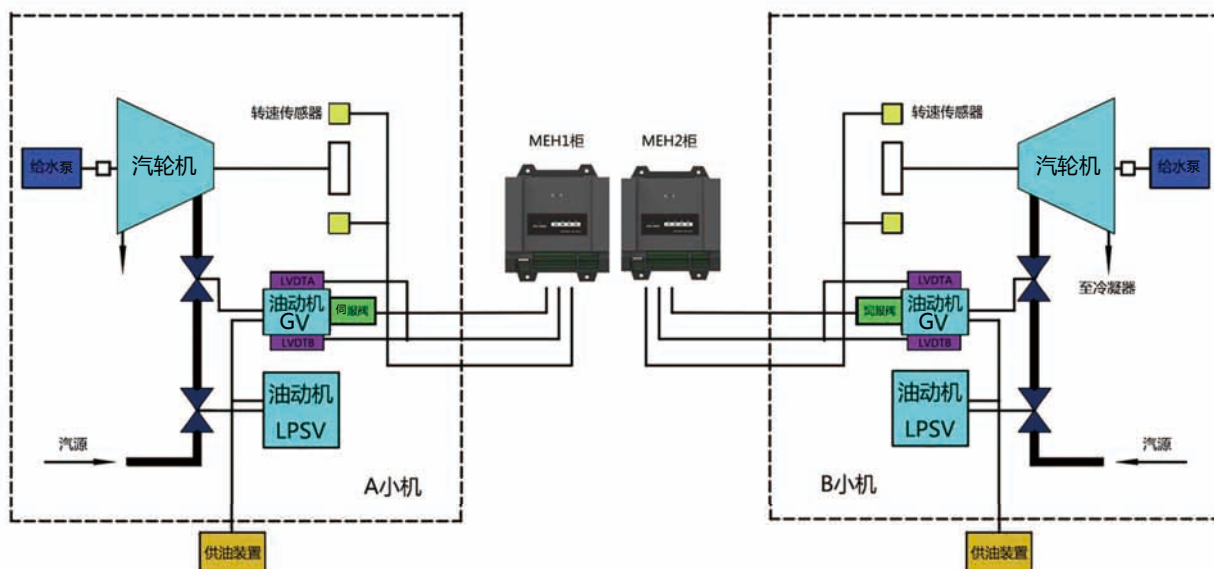 转速传感器
给水泵
汽轮机
LVDTA
油动机
GV
伺服阀
LVDTB
油动机
LPSV
汽源
A小机
供油装置
MEH1柜
MEH2柜
转速传感器
汽轮机
给水泵
LVDTA
伺服阀
油动机
GV
LVDTB
至冷凝器
油动机
LPSV
汽源
B小机
供油装置